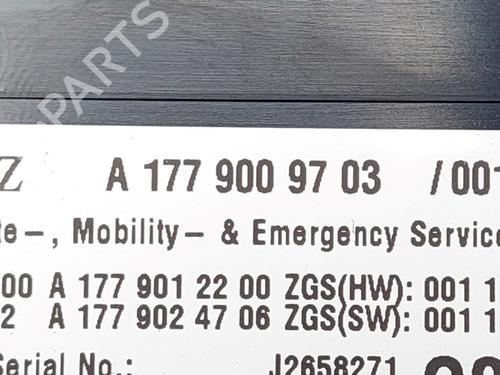 PARTS
Z A 177 900 97 03 /001
te-, Mobility- & Emergency Service
00 A 177 901 22 00 ZGS(HW): 001 1
2 A 177 902 47 06 ZGS(SW): 001 1
Serial No.: J2658271